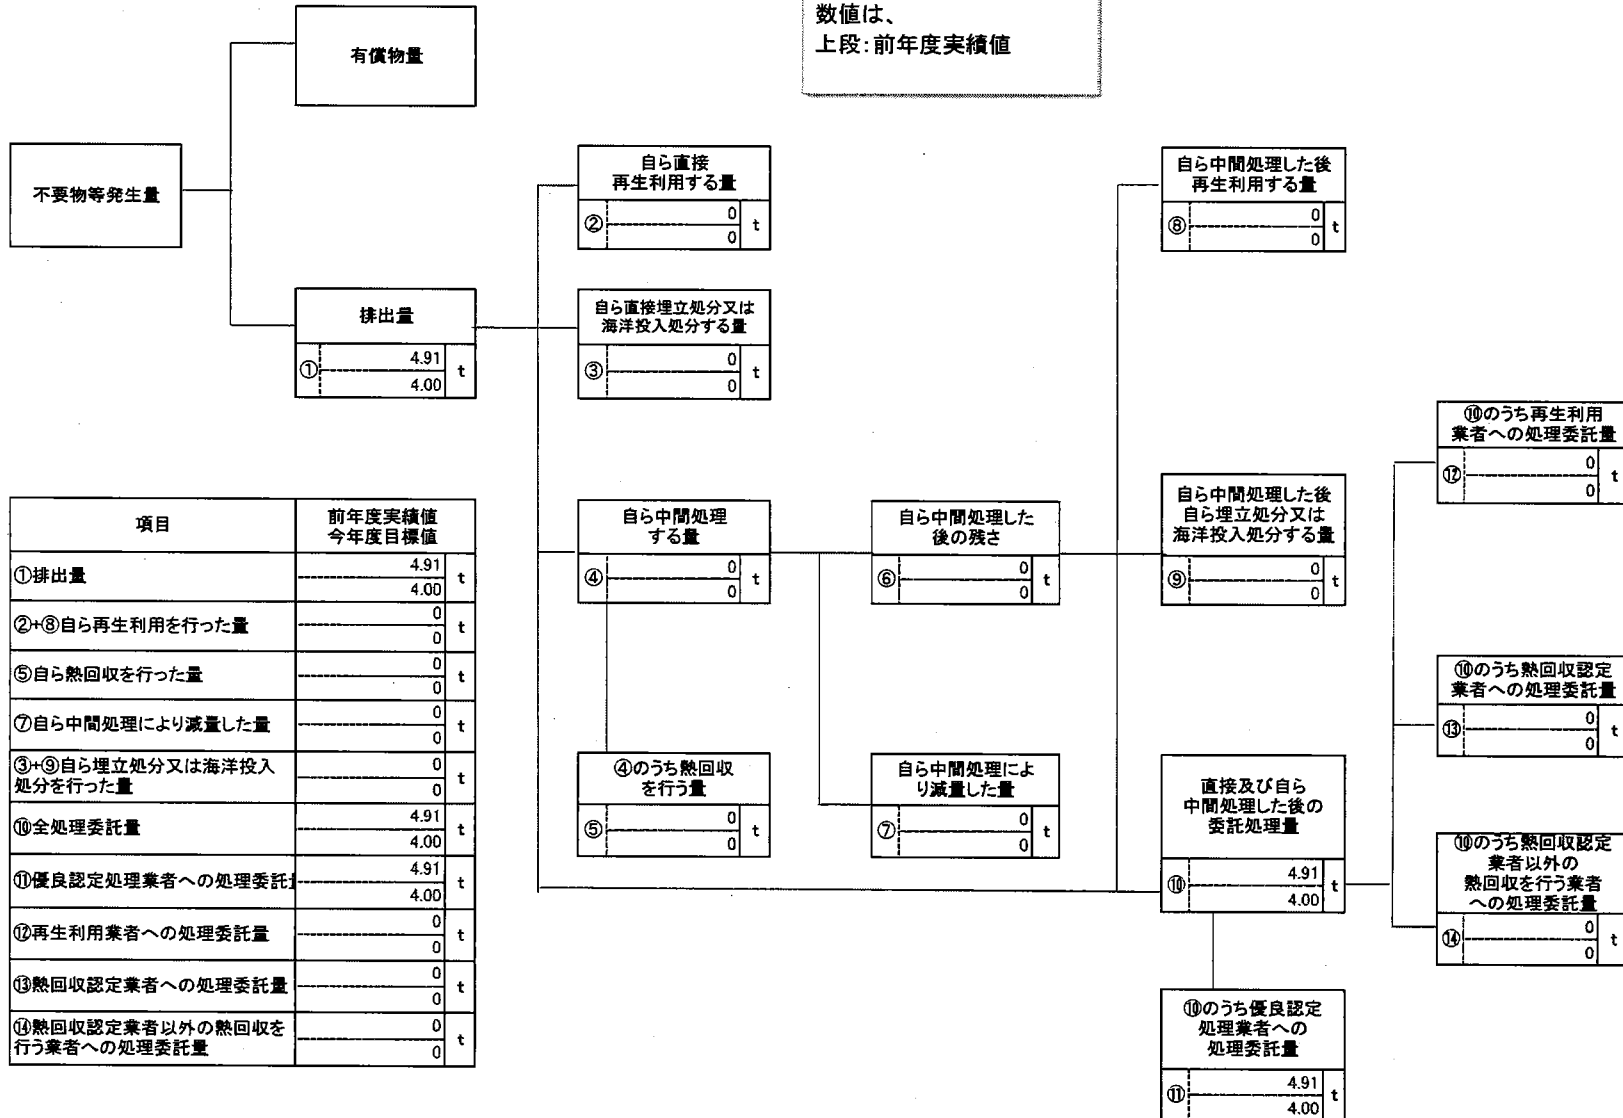 数値は、
上段:前年度実績値
有償物量
不要物等発生量
排出量
① 4.91 t
4.00
自ら直接
再生利用する量
② 0 t
0
自ら直接埋立処分又は
海洋投入処分する量
③ 0 t
0
自ら中間処理した後
再生利用する量
⑧ 0 t
0
自ら中間処理
する量
④ 0 t
0
自ら中間処理した
後の残さ
⑥ 0 t
0
自ら中間処理した後
自ら埋立処分又は
海洋投入処分する量
⑨ 0 t
0
⑩のうち再生利用
業者への処理委託量
⑫ 0 t
0
⑩のうち熱回収認定
業者への処理委託量
⑬ 0 t
0
④のうち熱回収
を行う量
⑤ 0 t
0
自ら中間処理によ
り減量した量
⑦ 0 t
0
直接及び自ら
中間処理した後の
委託処理量
⑩ 4.91 t
4.00
⑩のうち熱回収認定
業者以外の
熱回収を行う業者
への処理委託量
⑭ 0 t
0
⑩のうち優良認定
処理業者への
処理委託量
⑪ 4.91 t
4.00
項目 前年度実績値
今年度目標値
①排出量 4.91 t
4.00
②+⑧自ら再生利用を行った量 0 t
0
⑤自ら熱回収を行った量 0 t
0
⑦自ら中間処理により減量した量 0 t
0
③+⑨自ら埋立処分又は海洋投入 0 t
処分を行った量 0
⑩全処理委託量 4.91 t
4.00
⑪優良認定処理業者への処理委託 4.91 t
4.00
⑫再生利用業者への処理委託量 0 t
0
⑬熱回収認定業者への処理委託量 0 t
0
⑭熱回収認定業者以外の熱回収を 0 t
行う業者への処理委託量 0